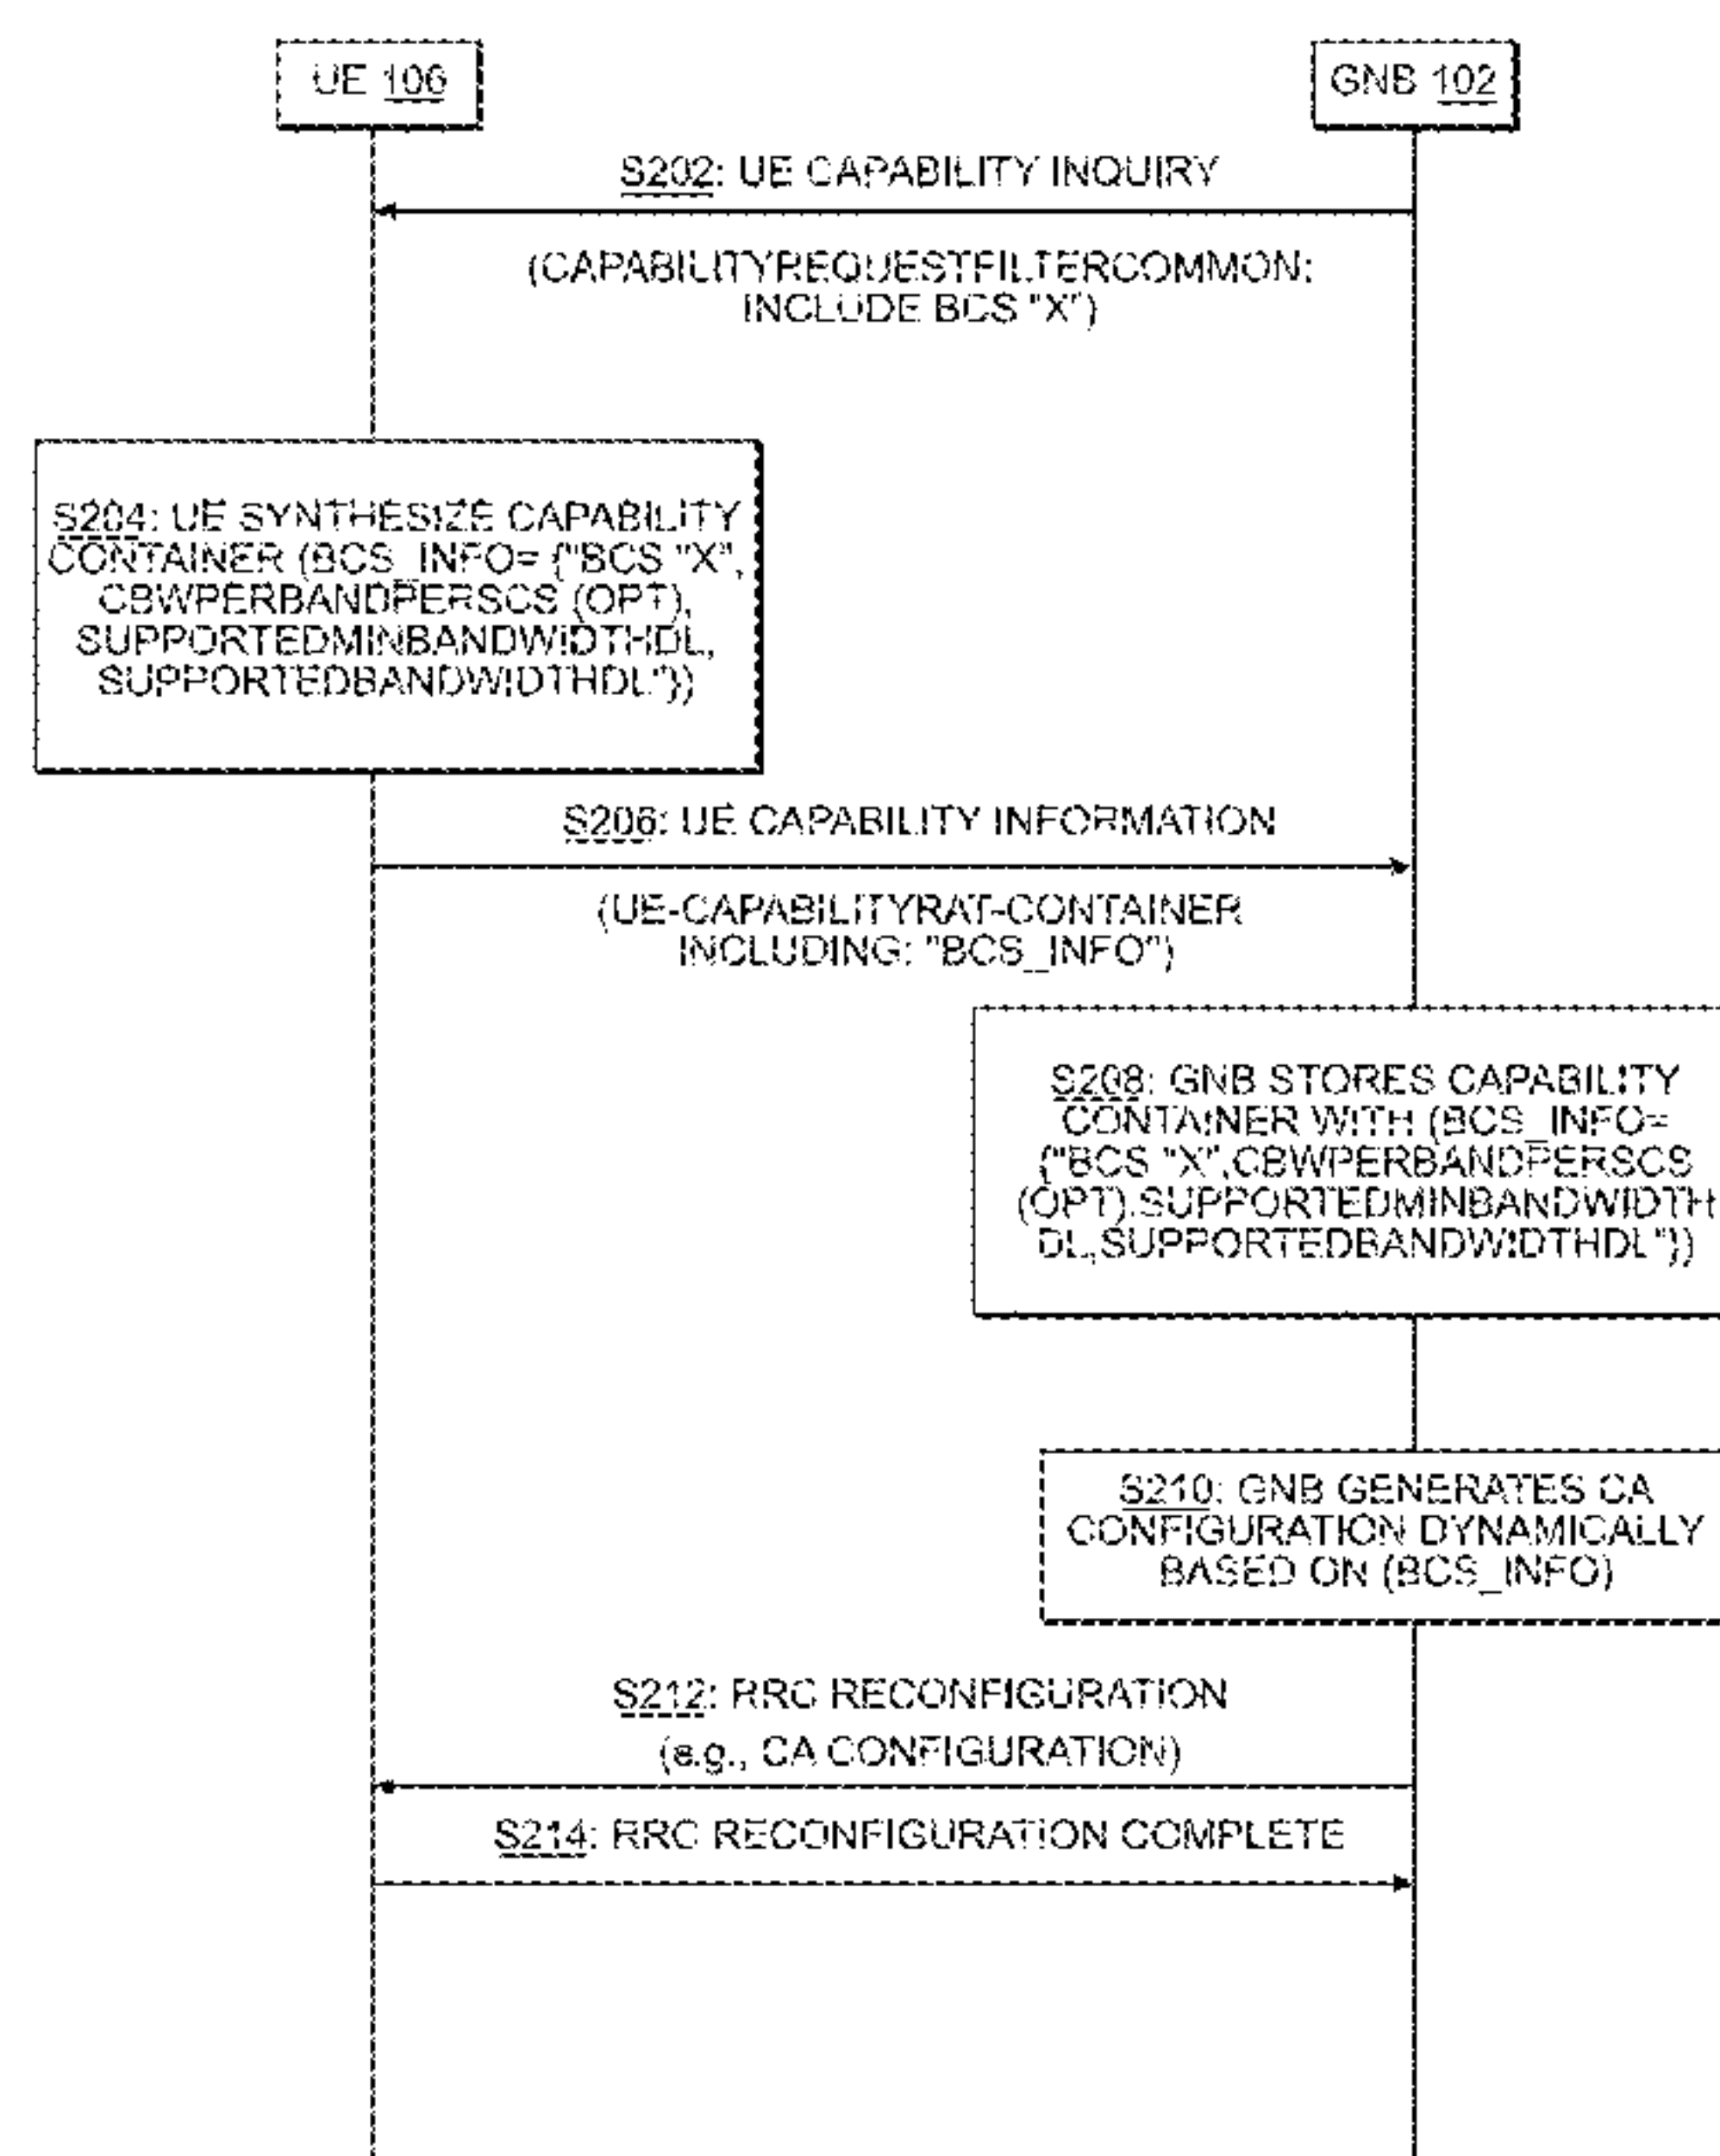 UE 106
GNB 102
S202: UE CAPABILITY INQUIRY
(CAPABILITYREQUESTFILTERCOMMON:
INCLUDE BCS "X")
S204: UE SYNTHESIZE CAPABILITY
CONTAINER (BCS_INFO= {"BCS "X",
CBWPERBANDPERSCS (OPT),
SUPPORTEDMINBANDWIDTHDL,
SUPPORTEDBANDWIDTHDL"})
S206: UE CAPABILITY INFORMATION
(UE-CAPABILITYRAT-CONTAINER
INCLUDING: "BCS_INFO")
S208: GNB STORES CAPABILITY
CONTAINER WITH (BCS_INFO=
{"BCS "X",CBWPERBANDPERSCS
(OPT),SUPPORTEDMINBANDWIDTH
DL,SUPPORTEDBANDWIDTHDL"})
S210: GNB GENERATES CA
CONFIGURATION DYNAMICALLY
BASED ON (BCS_INFO)
S212: RRC RECONFIGURATION
(e.g., CA CONFIGURATION)
S214: RRC RECONFIGURATION COMPLETE